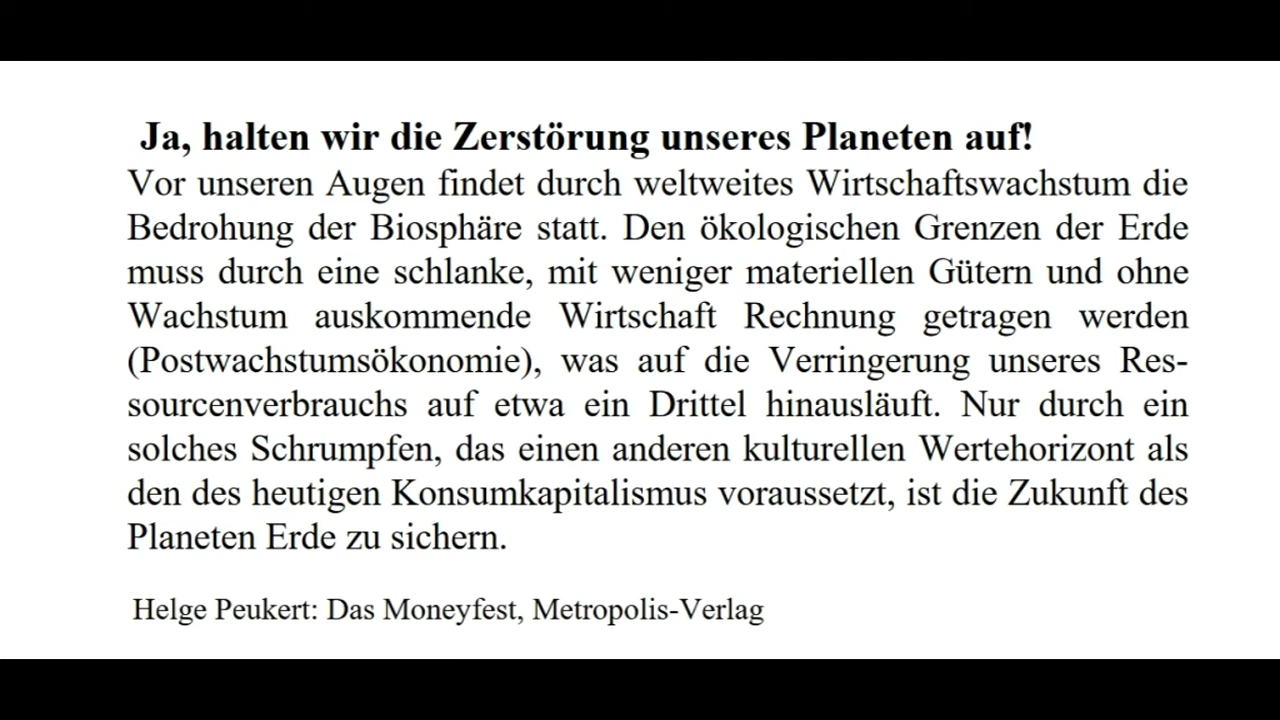 Ja, halten wir die Zerstörung unseres Planeten auf!
Vor unseren Augen findet durch weltweites Wirtschaftswachstum die
Bedrohung der Biosphäre statt. Den ökologischen Grenzen der Erde
muss durch eine schlanke, mit weniger materiellen Gütern und ohne
Wachstum auskommende Wirtschaft Rechnung getragen werden
(Postwachstumsökonomie), was auf die Verringerung unseres Res-
sourcenverbrauchs auf etwa ein Drittel hinausläuft. Nur durch ein
solches Schrumpfen, das einen anderen kulturellen Wertehorizont als
den des heutigen Konsumkapitalismus voraussetzt, ist die Zukunft des
Planeten Erde zu sichern.
Helge Peukert: Das Moneyfest, Metropolis-Verlag